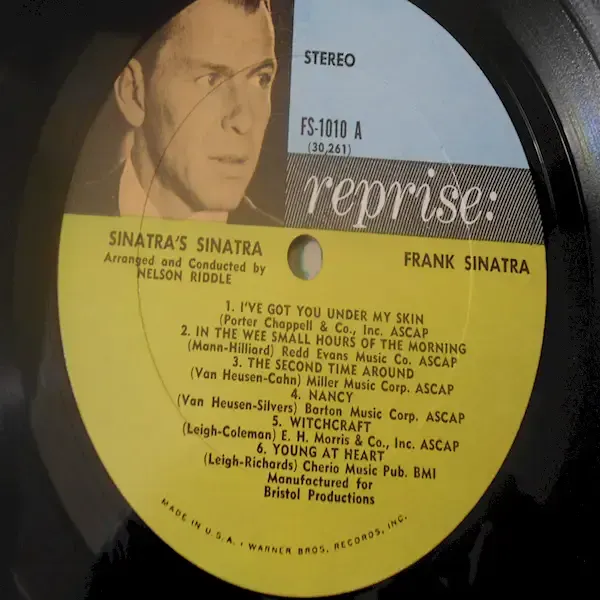 STEREO
FS-1010 A
(30,261)
reprise:
SINATRA'S SINATRA
Arranged and Conducted by
NELSON RIDDLE
FRANK SINATRA
1. I'VE GOT YOU UNDER MY SKIN
(Porter Chappell & Co., Inc. ASCAP
2. IN THE WEE SMALL HOURS OF THE MORNING
(Mann-Hilliard) Redd Evans Music Co. ASCAP
3. THE SECOND TIME AROUND
(Van Heusen-Cahn) Miller Music Corp. ASCAP
4. NANCY
(Van Heusen-Silvers) Barton Music Corp. ASCAP
5. WITCHCRAFT
(Leigh-Coleman) E. H. Morris & Co., Inc. ASCAP
6. YOUNG AT HEART
(Leigh-Richards) Cherio Music Pub. BMI
Manufactured for
Bristol Productions
MADE IN U.S.A. • WARNER BROS. RECORDS, INC.